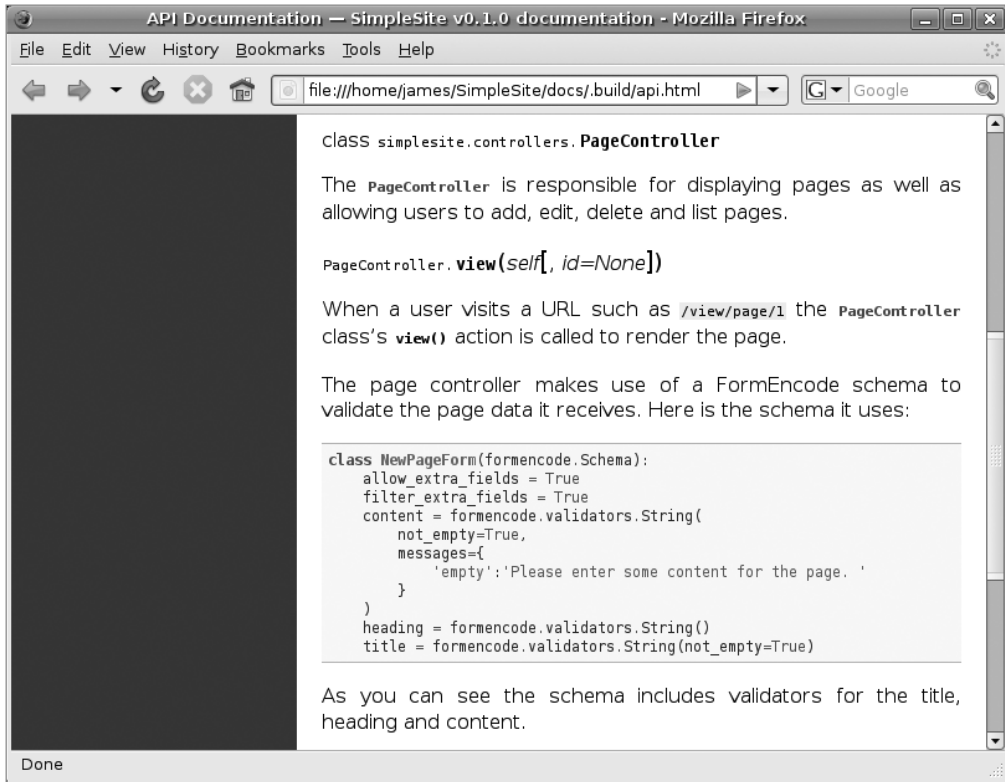 API Documentation — SimpleSite v0.1.0 documentation - Mozilla Firefox
File Edit View History Bookmarks Tools Help
file:///home/james/SimpleSite/docs/.build/api.html G Google
class simplesite.controllers.PageController
The PageController is responsible for displaying pages as well as
allowing users to add, edit, delete and list pages.
PageController.view(self[, id=None])
When a user visits a URL such as /view/page/1 the PageController
class's view() action is called to render the page.
The page controller makes use of a FormEncode schema to
validate the page data it receives. Here is the schema it uses:
class NewPageForm(formencode.Schema):
    allow_extra_fields = True
    filter_extra_fields = True
    content = formencode.validators.String(
        not_empty=True,
        messages={
            'empty':'Please enter some content for the page. '
        }
    )
    heading = formencode.validators.String()
    title = formencode.validators.String(not_empty=True)
As you can see the schema includes validators for the title,
heading and content.
Done